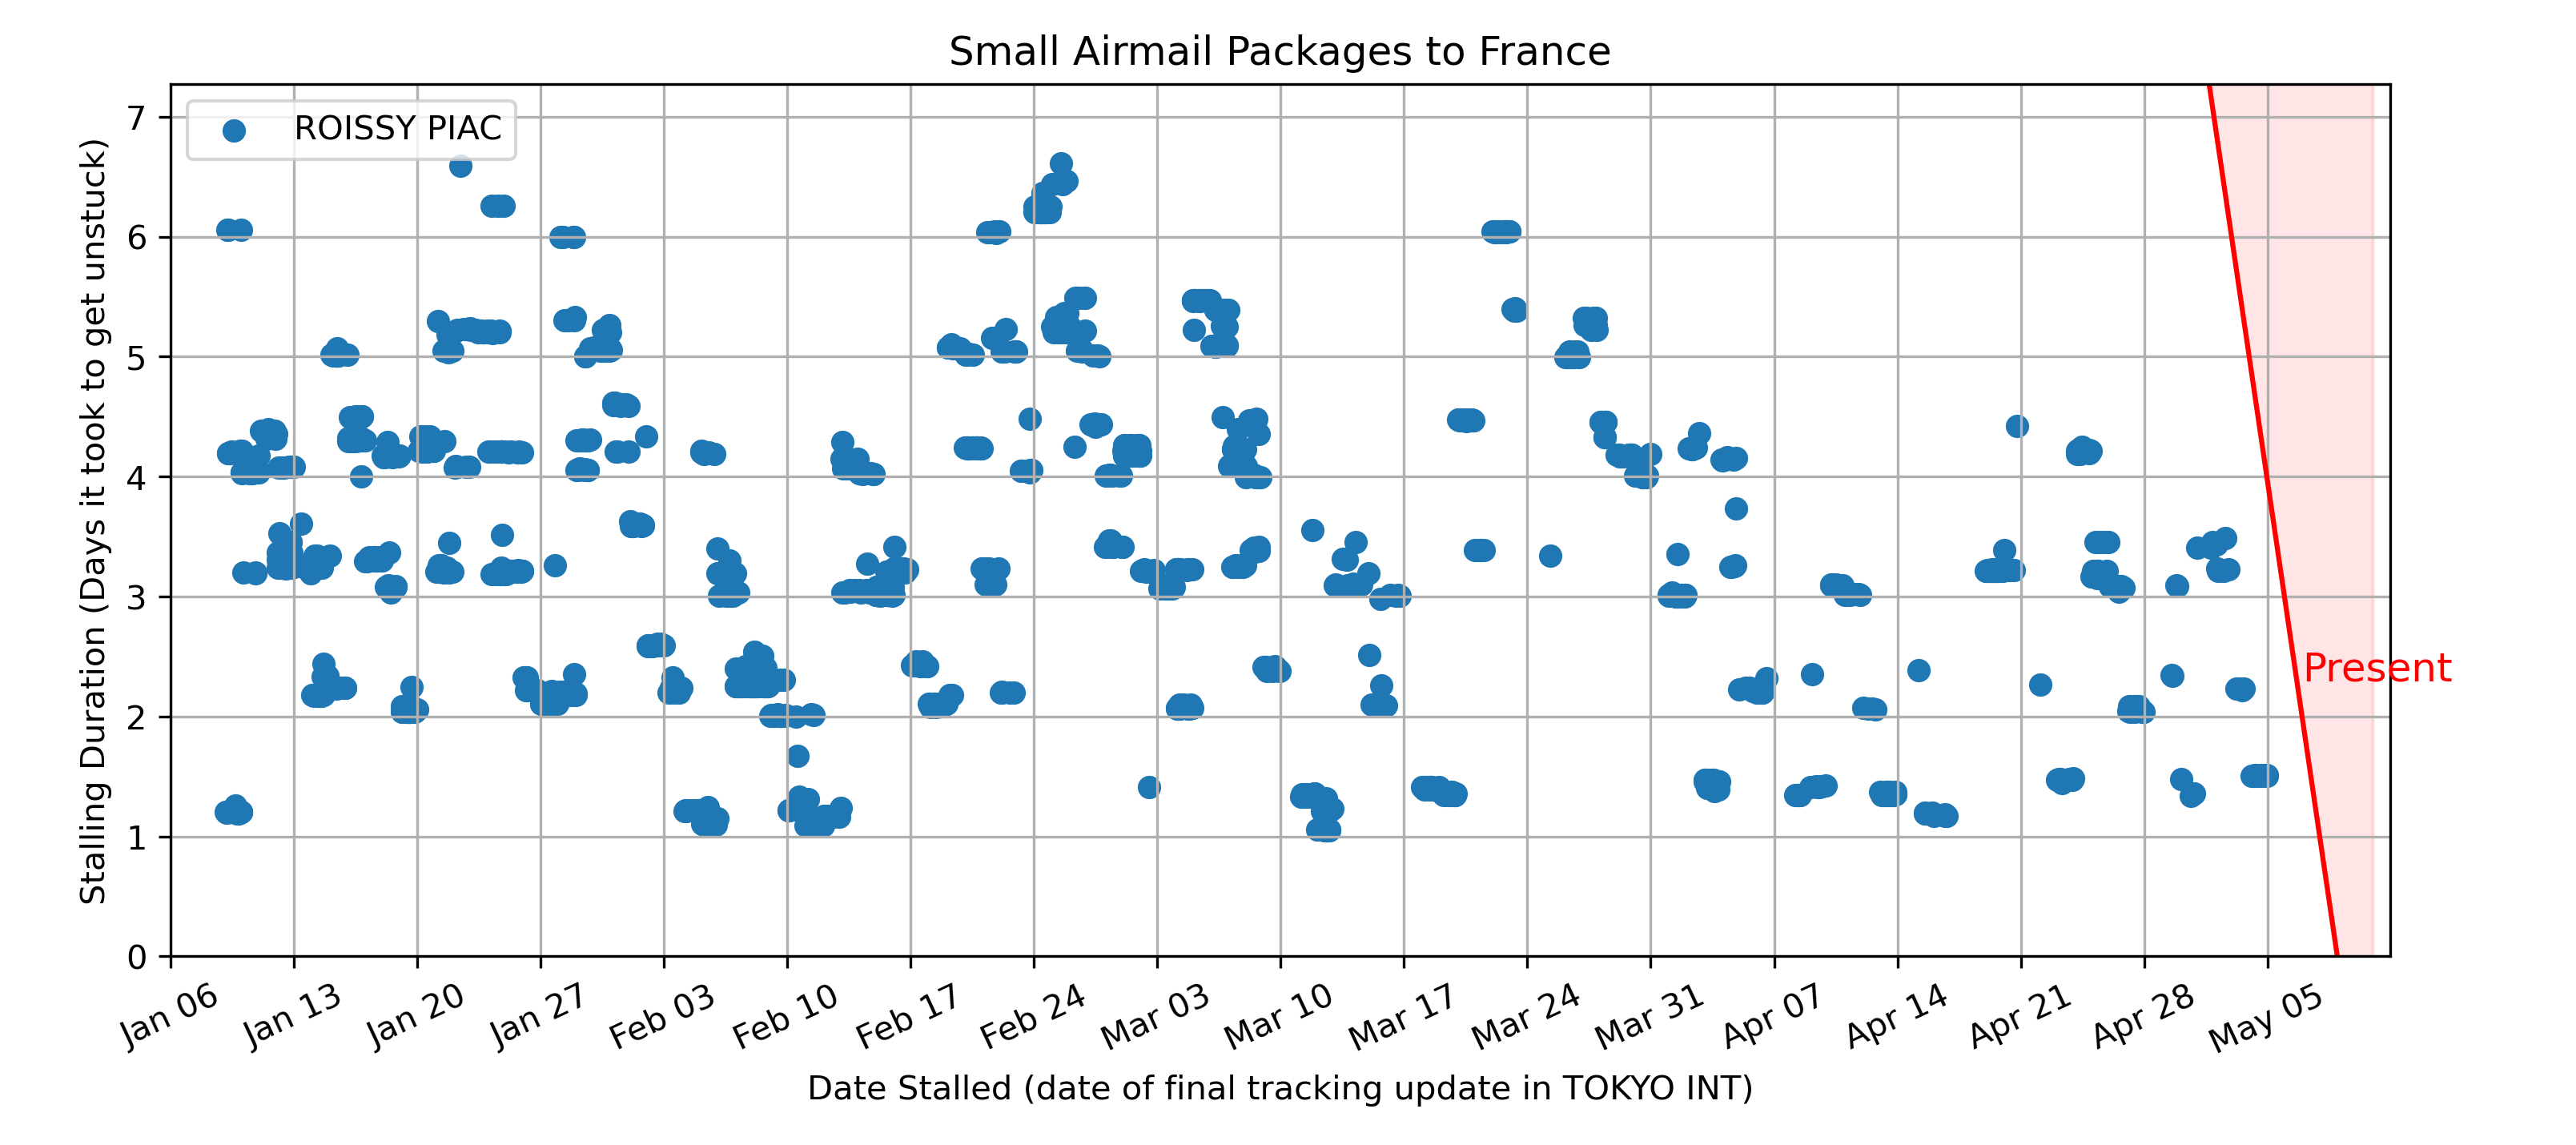 Small Airmail Packages to France
ROISSY PIAC
Stalling Duration (Days it took to get unstuck)
7
6
5
4
3
2
1
0
Present
Jan 06
Jan 13
Jan 20
Jan 27
Feb 03
Feb 10
Feb 17
Feb 24
Mar 03
Mar 10
Mar 17
Mar 24
Mar 31
Apr 07
Apr 14
Apr 21
Apr 28
May 05
Date Stalled (date of final tracking update in TOKYO INT)